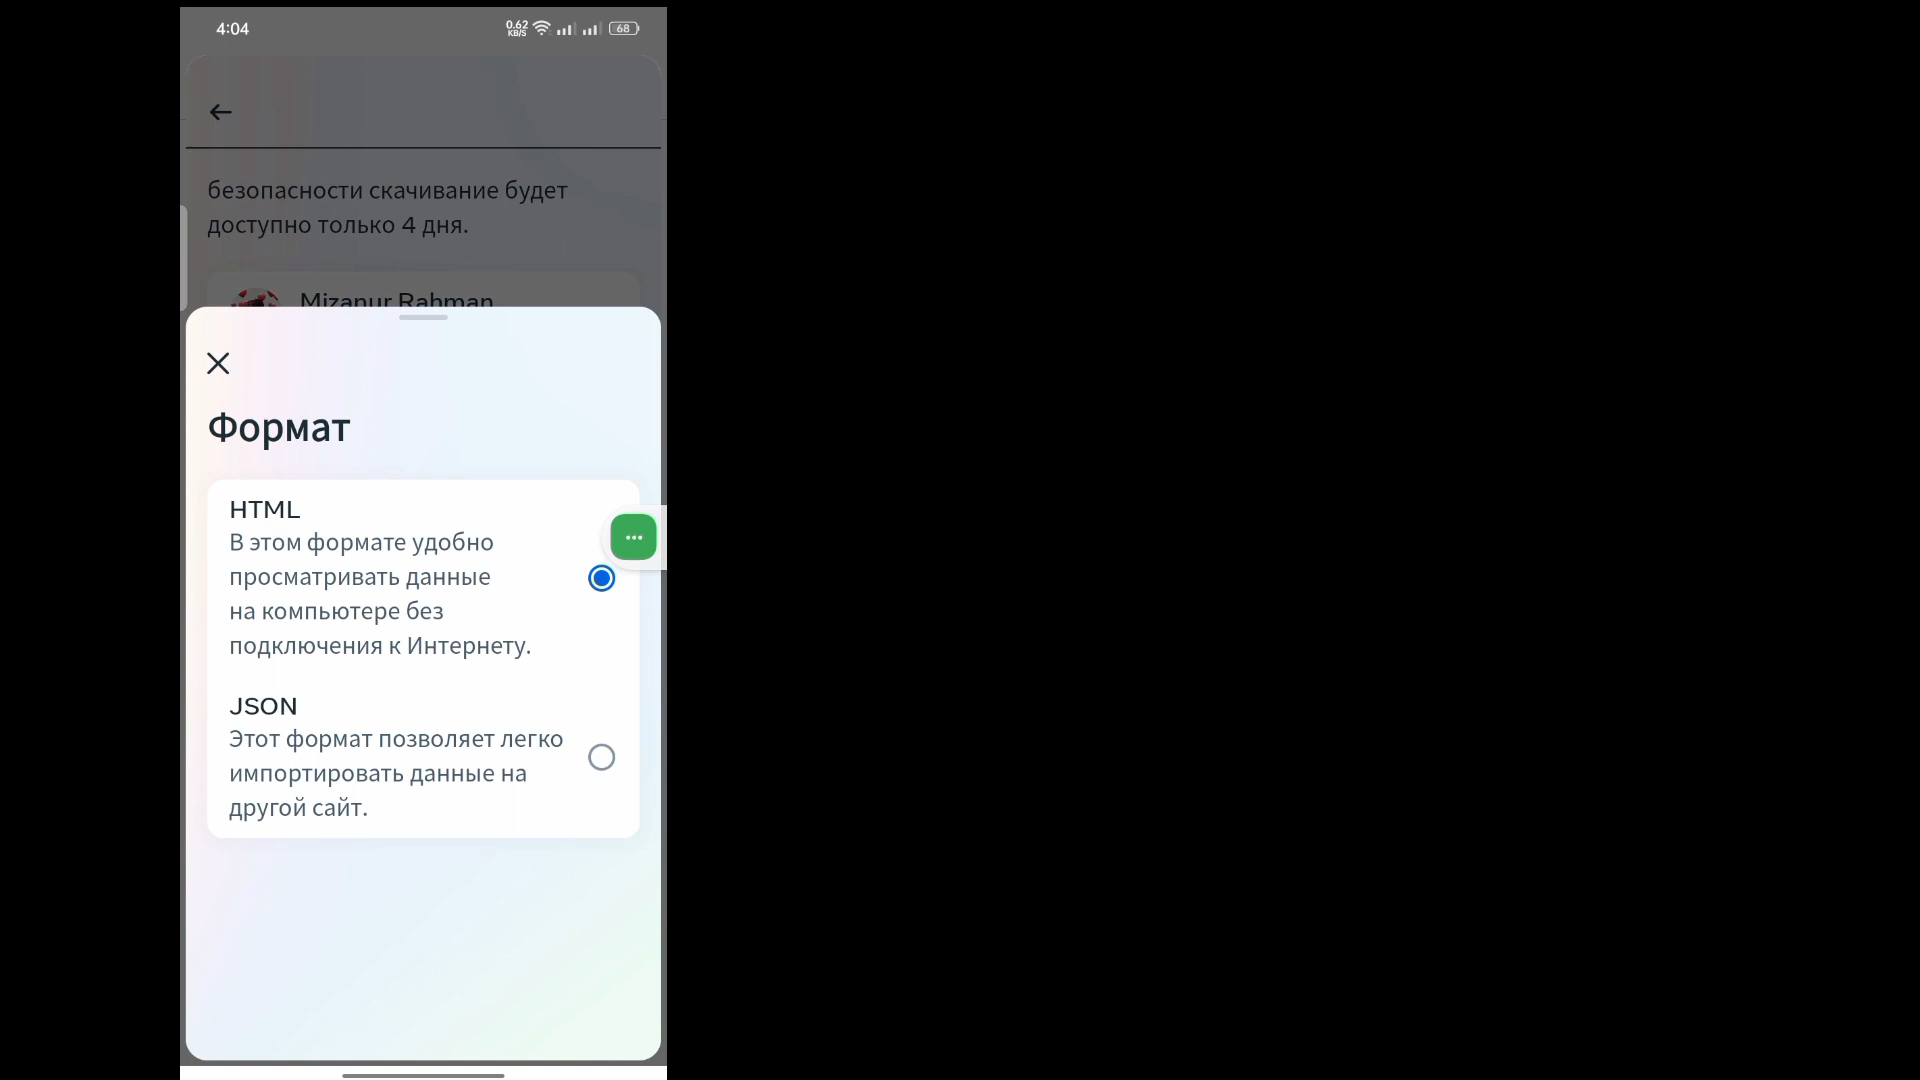 4:04
0.62
KB/S
68
безопасности скачивание будет
доступно только 4 дня.
Mizanur Rahman
Формат
HTML
В этом формате удобно
просматривать данные
на компьютере без
подключения к Интернету.
JSON
Этот формат позволяет легко
импортировать данные на
другой сайт.